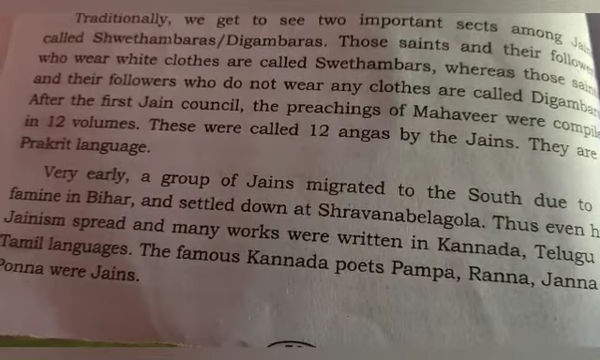 Traditionally, we get to see two important sects among
called Shwethambaras/Digambaras. Those saints and their
who wear white clothes are called Swethambars, whereas those
and their followers who do not wear any clothes are called
After the first Jain council, the preachings of Mahaveer were
in 12 volumes. These were called 12 angas by the Jains. They are
Prakrit language.
Very early, a group of Jains migrated to the South due to
famine in Bihar, and settled down at Shravanabelagola. Thus even
Jainism spread and many works were written in Kannada, Telugu
Tamil languages. The famous Kannada poets Pampa, Ranna, Janna
Ponna were Jains.